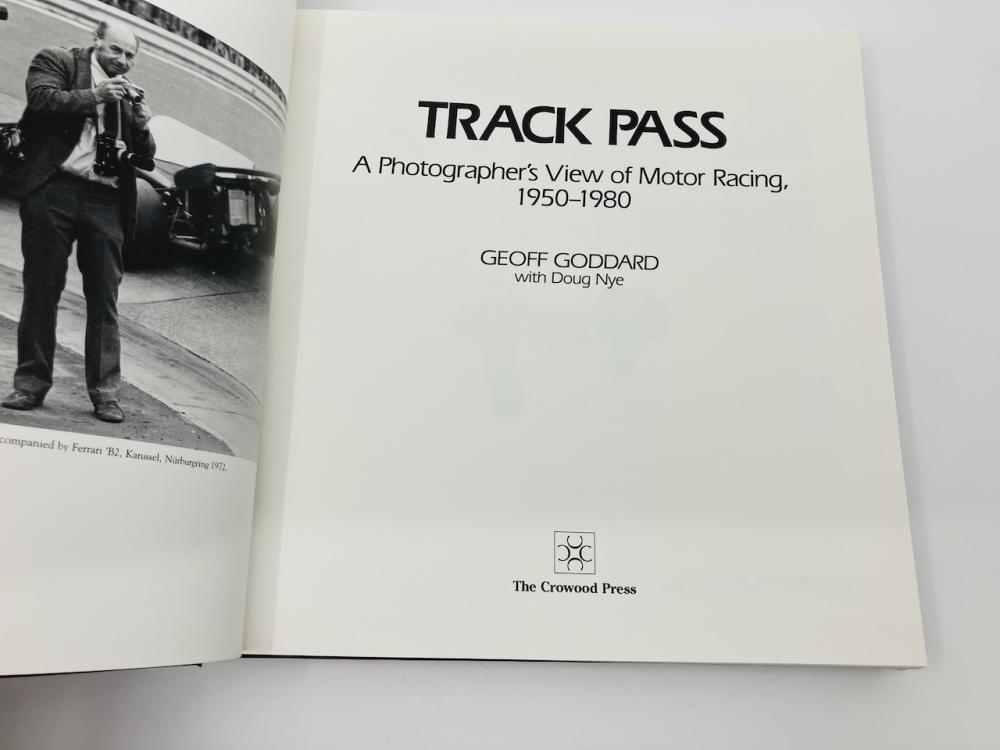 companied by Ferrari 'B2, Karussel, Nürburgring 1972.
TRACK PASS
A Photographer's View of Motor Racing,
1950–1980
GEOFF GODDARD
with Doug Nye
The Crowood Press